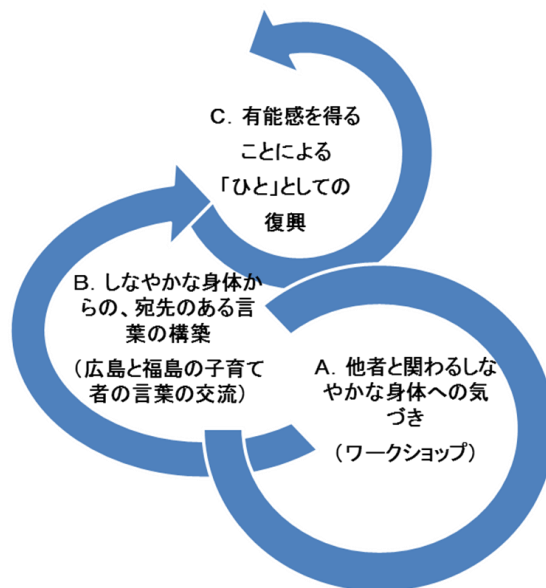 C．有能感を得る
ことによる
「ひと」としての
復興
B．しなやかな身体か
らの、宛先のある言
葉の構築
（広島と福島の子育て
者の言葉の交流）
A．他者と関わるしな
やかな身体への気
づき
（ワークショップ）